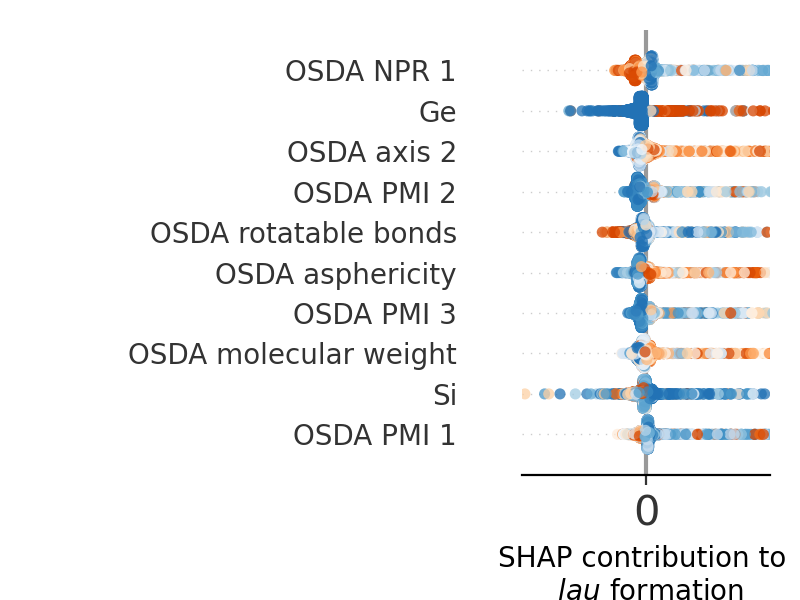 OSDA NPR 1
Ge
OSDA axis 2
OSDA PMI 2
OSDA rotatable bonds
OSDA asphericity
OSDA PMI 3
OSDA molecular weight
Si
OSDA PMI 1
0
SHAP contribution to
lau formation